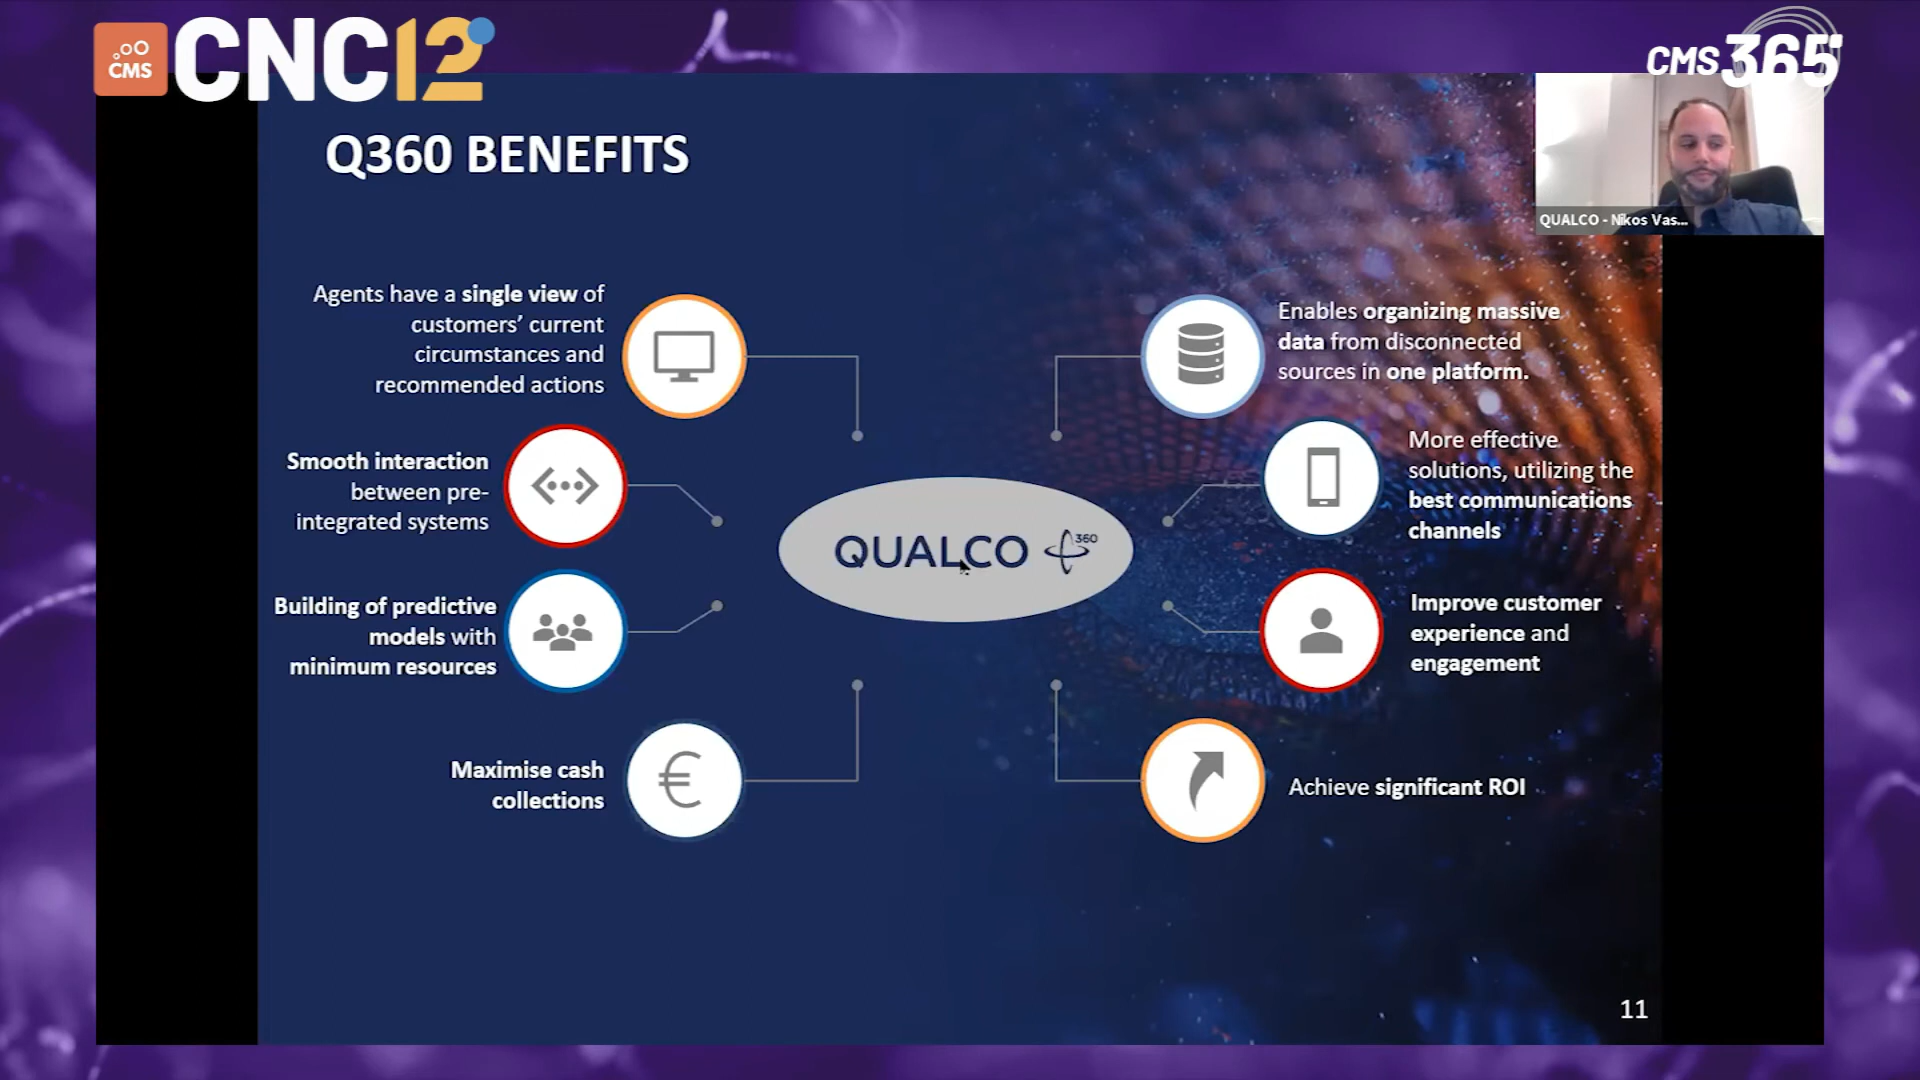 CMS
CNC12
CMS365
QUALCO - Nikos Vas...
Q360 BENEFITS
Agents have a single view of
customers’ current
circumstances and
recommended actions
Smooth interaction
between pre-
integrated systems
Building of predictive
models with
minimum resources
€
Maximise cash
collections
QUALCO 360
Enables organizing massive
data from disconnected
sources in one platform.
More effective
solutions, utilizing the
best communications
channels
Improve customer
experience and
engagement
Achieve significant ROI
11